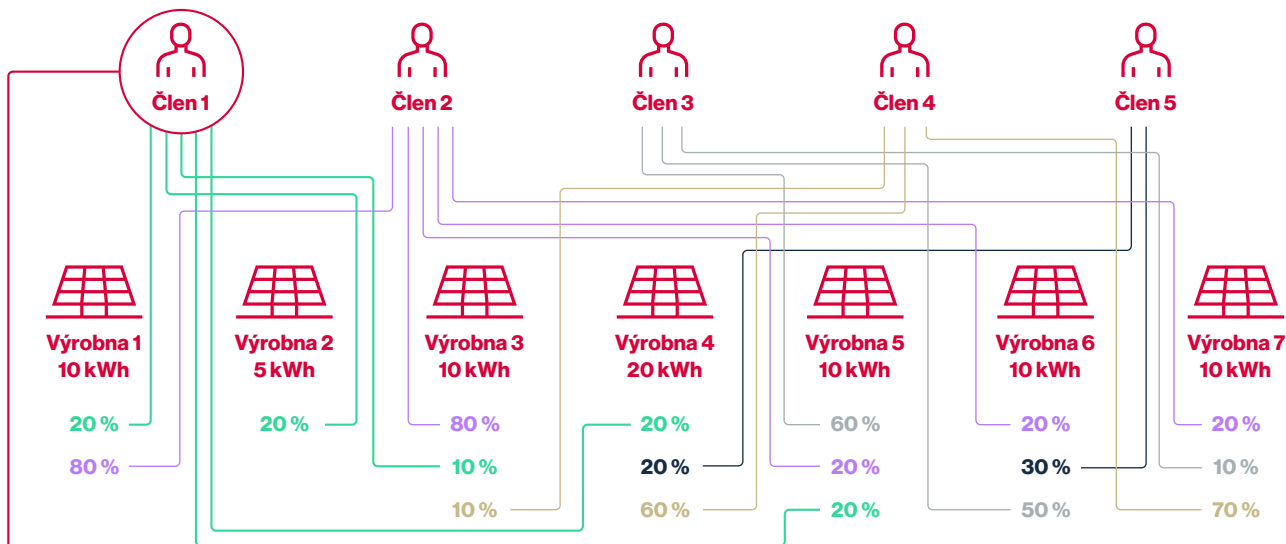 Člen 1
Člen 2
Člen 3
Člen 4
Člen 5
Výrobna 1
10 kWh
Výrobna 2
5 kWh
Výrobna 3
10 kWh
Výrobna 4
20 kWh
Výrobna 5
10 kWh
Výrobna 6
10 kWh
Výrobna 7
10 kWh
20 %
20 %
80 %
20 %
60 %
20 %
20 %
80 %
10 %
20 %
20 %
30 %
10 %
10 %
60 %
20 %
50 %
70 %